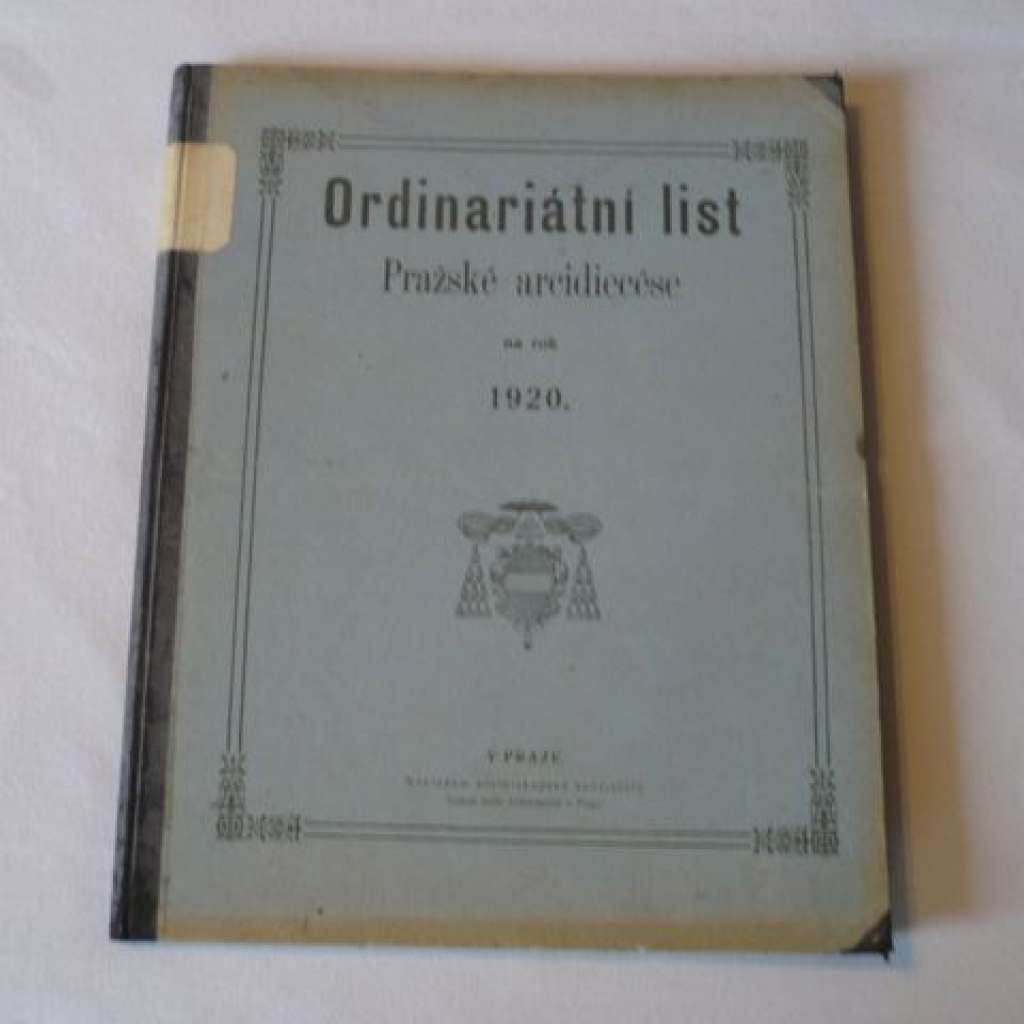 Ordinariátní list
Pražské arcidiecése
na rok
1920.
V PRAZE